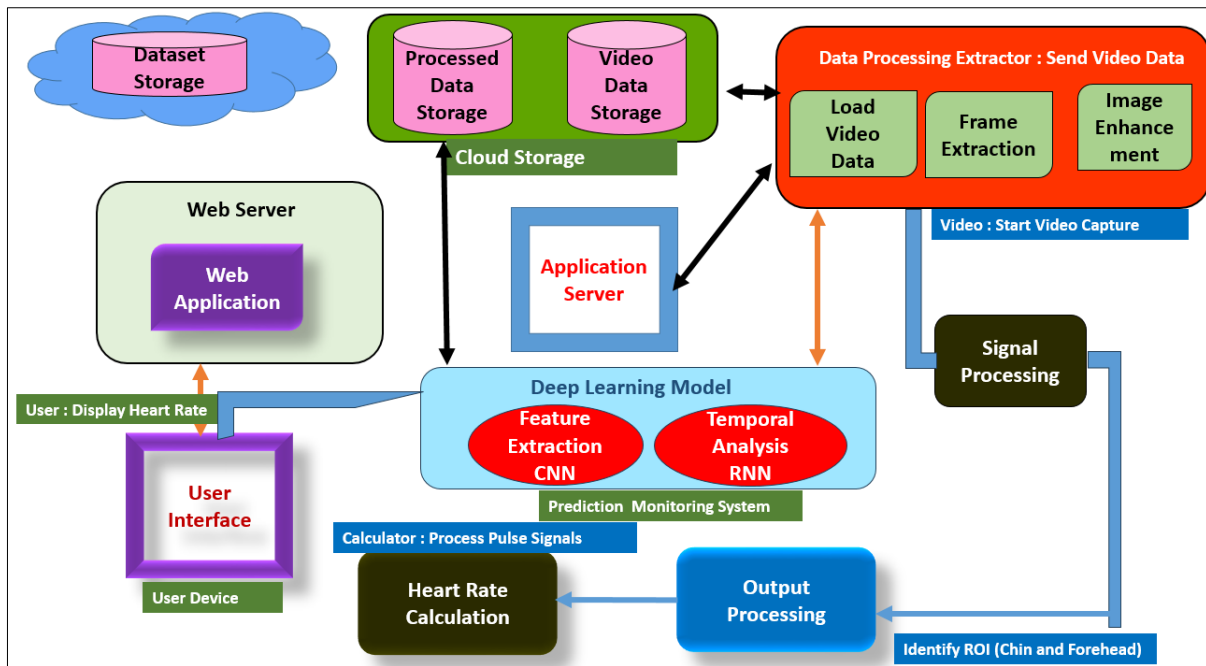 Dataset
Storage
Processed
Data
Storage
Video
Data
Storage
Cloud Storage
Data Processing Extractor : Send Video Data
Load
Video
Data
Frame
Extraction
Image
Enhance
ment
Video : Start Video Capture
Web Server
Web
Application
Application
Server
Signal
Processing
User : Display Heart Rate
Deep Learning Model
Feature
Extraction
CNN
Temporal
Analysis
RNN
Prediction Monitoring System
User
Interface
User Device
Calculator : Process Pulse Signals
Heart Rate
Calculation
Output
Processing
Identify ROI (Chin and Forehead)